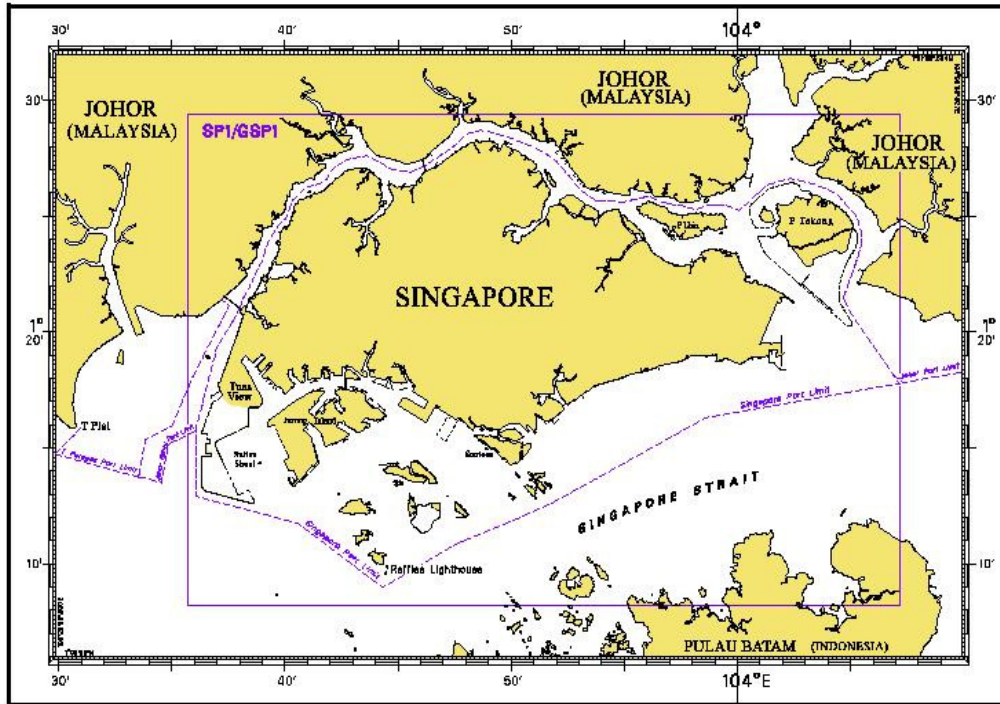 30'
40'
50'
104°
30'
30'
JOHOR
(MALAYSIA)
JOHOR
(MALAYSIA)
JOHOR
(MALAYSIA)
SP1/GSP1
P Tekong
P Ubin
SINGAPORE
1°
20'
1°
20'
Tuas
View
Jurong Island
Sultan
Shoal
T Piai
Port Limit
Johor Port Limit
Singapore Port Limit
Sentosa
SINGAPORE STRAIT
Singapore Port Limit
Raffles Lighthouse
10'
10'
PULAU BATAM (INDONESIA)
30'
40'
50'
104°E